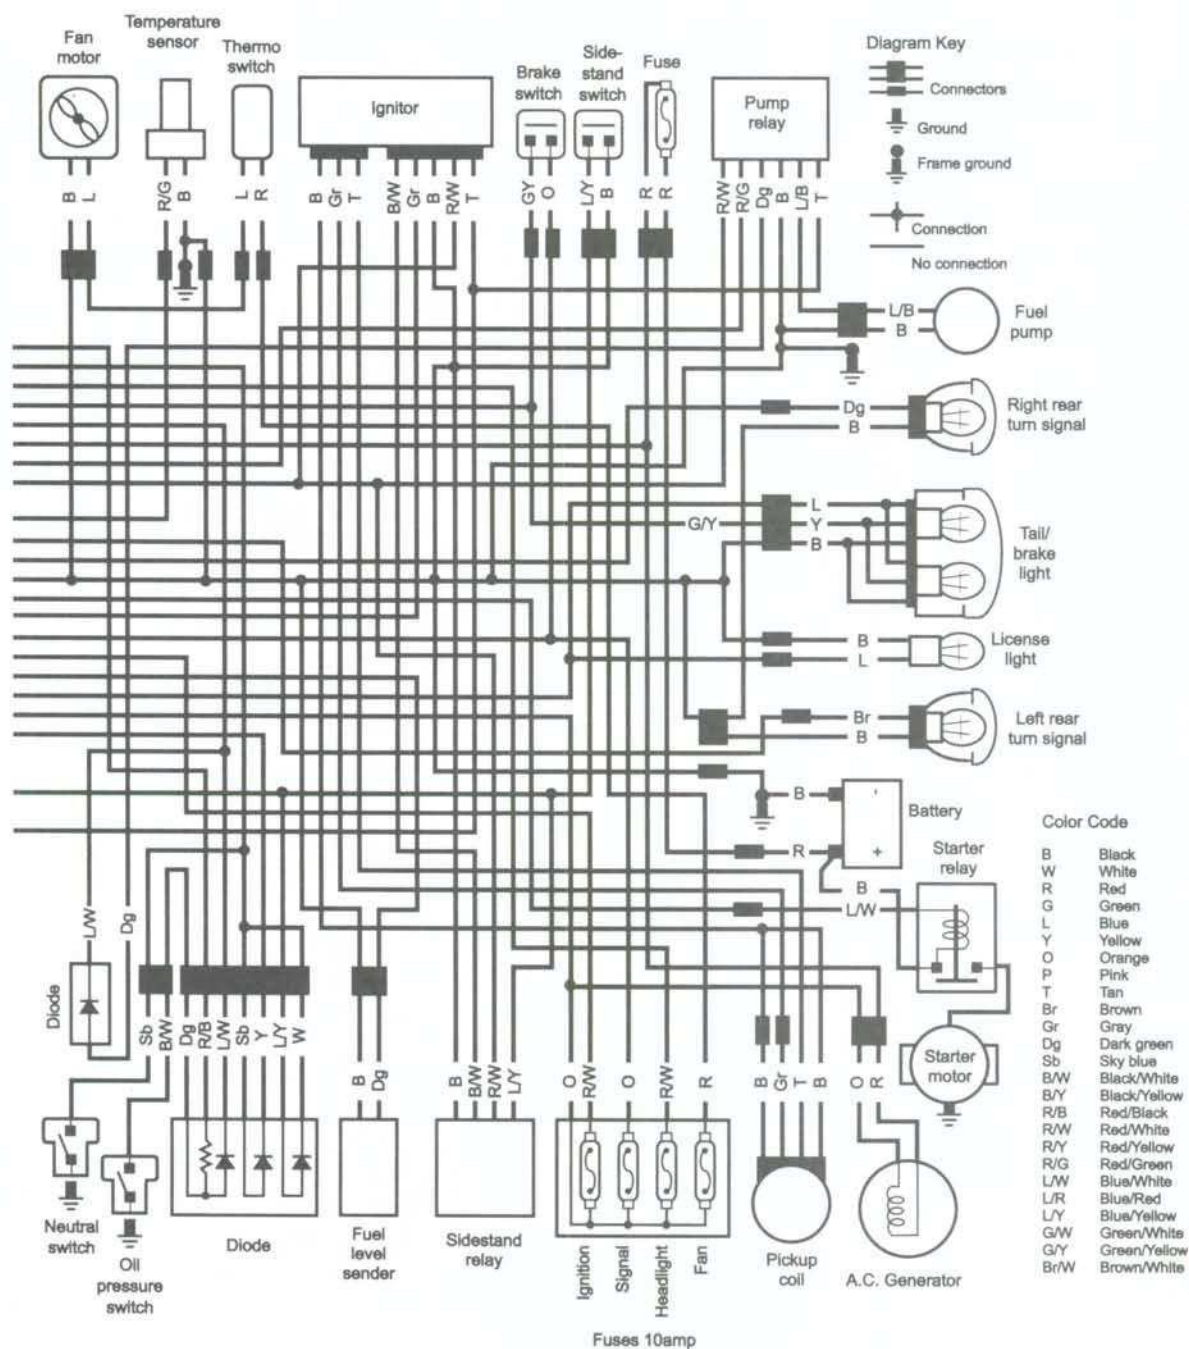 Fan
motor
Temperature
sensor
Thermo
switch
Ignitor
Brake
switch
Side-
stand
switch
Fuse
Pump
relay
Diagram Key
Connectors
Ground
Frame ground
Connection
No connection
B
L
R/G
B
L
R
B
Gr
T
B/W
Gr
B
R/W
T
GY
O
L/Y
B
R
R
R/W
R/G
Dg
B
L/B
T
L/B
B
Fuel
pump
Dg
B
Right rear
turn signal
G/Y
L
Y
B
Tail/
brake
light
B
L
License
light
Br
B
Left rear
turn signal
B
-
+
R
Battery
B
L/W
Starter
relay
Starter
motor
L/W
Dg
Diode
Sb
B/W
Dg
R/B
L/W
Sb
Y
L/Y
W
B
Dg
B
B/W
R/W
L/Y
O
R/W
O
R/W
R
B
Gr
T
B
O
R
Neutral
switch
Oil
pressure
switch
Diode
Fuel
level
sender
Sidestand
relay
Ignition
Signal
Headlight
Fan
Fuses 10amp
Pickup
coil
A.C. Generator
Color Code
B Black
W White
R Red
G Green
L Blue
Y Yellow
O Orange
P Pink
T Tan
Br Brown
Gr Gray
Dg Dark green
Sb Sky blue
B/W Black/White
B/Y Black/Yellow
R/B Red/Black
R/W Red/White
R/Y Red/Yellow
R/G Red/Green
L/W Blue/White
L/R Blue/Red
L/Y Blue/Yellow
G/W Green/White
G/Y Green/Yellow
Br/W Brown/White